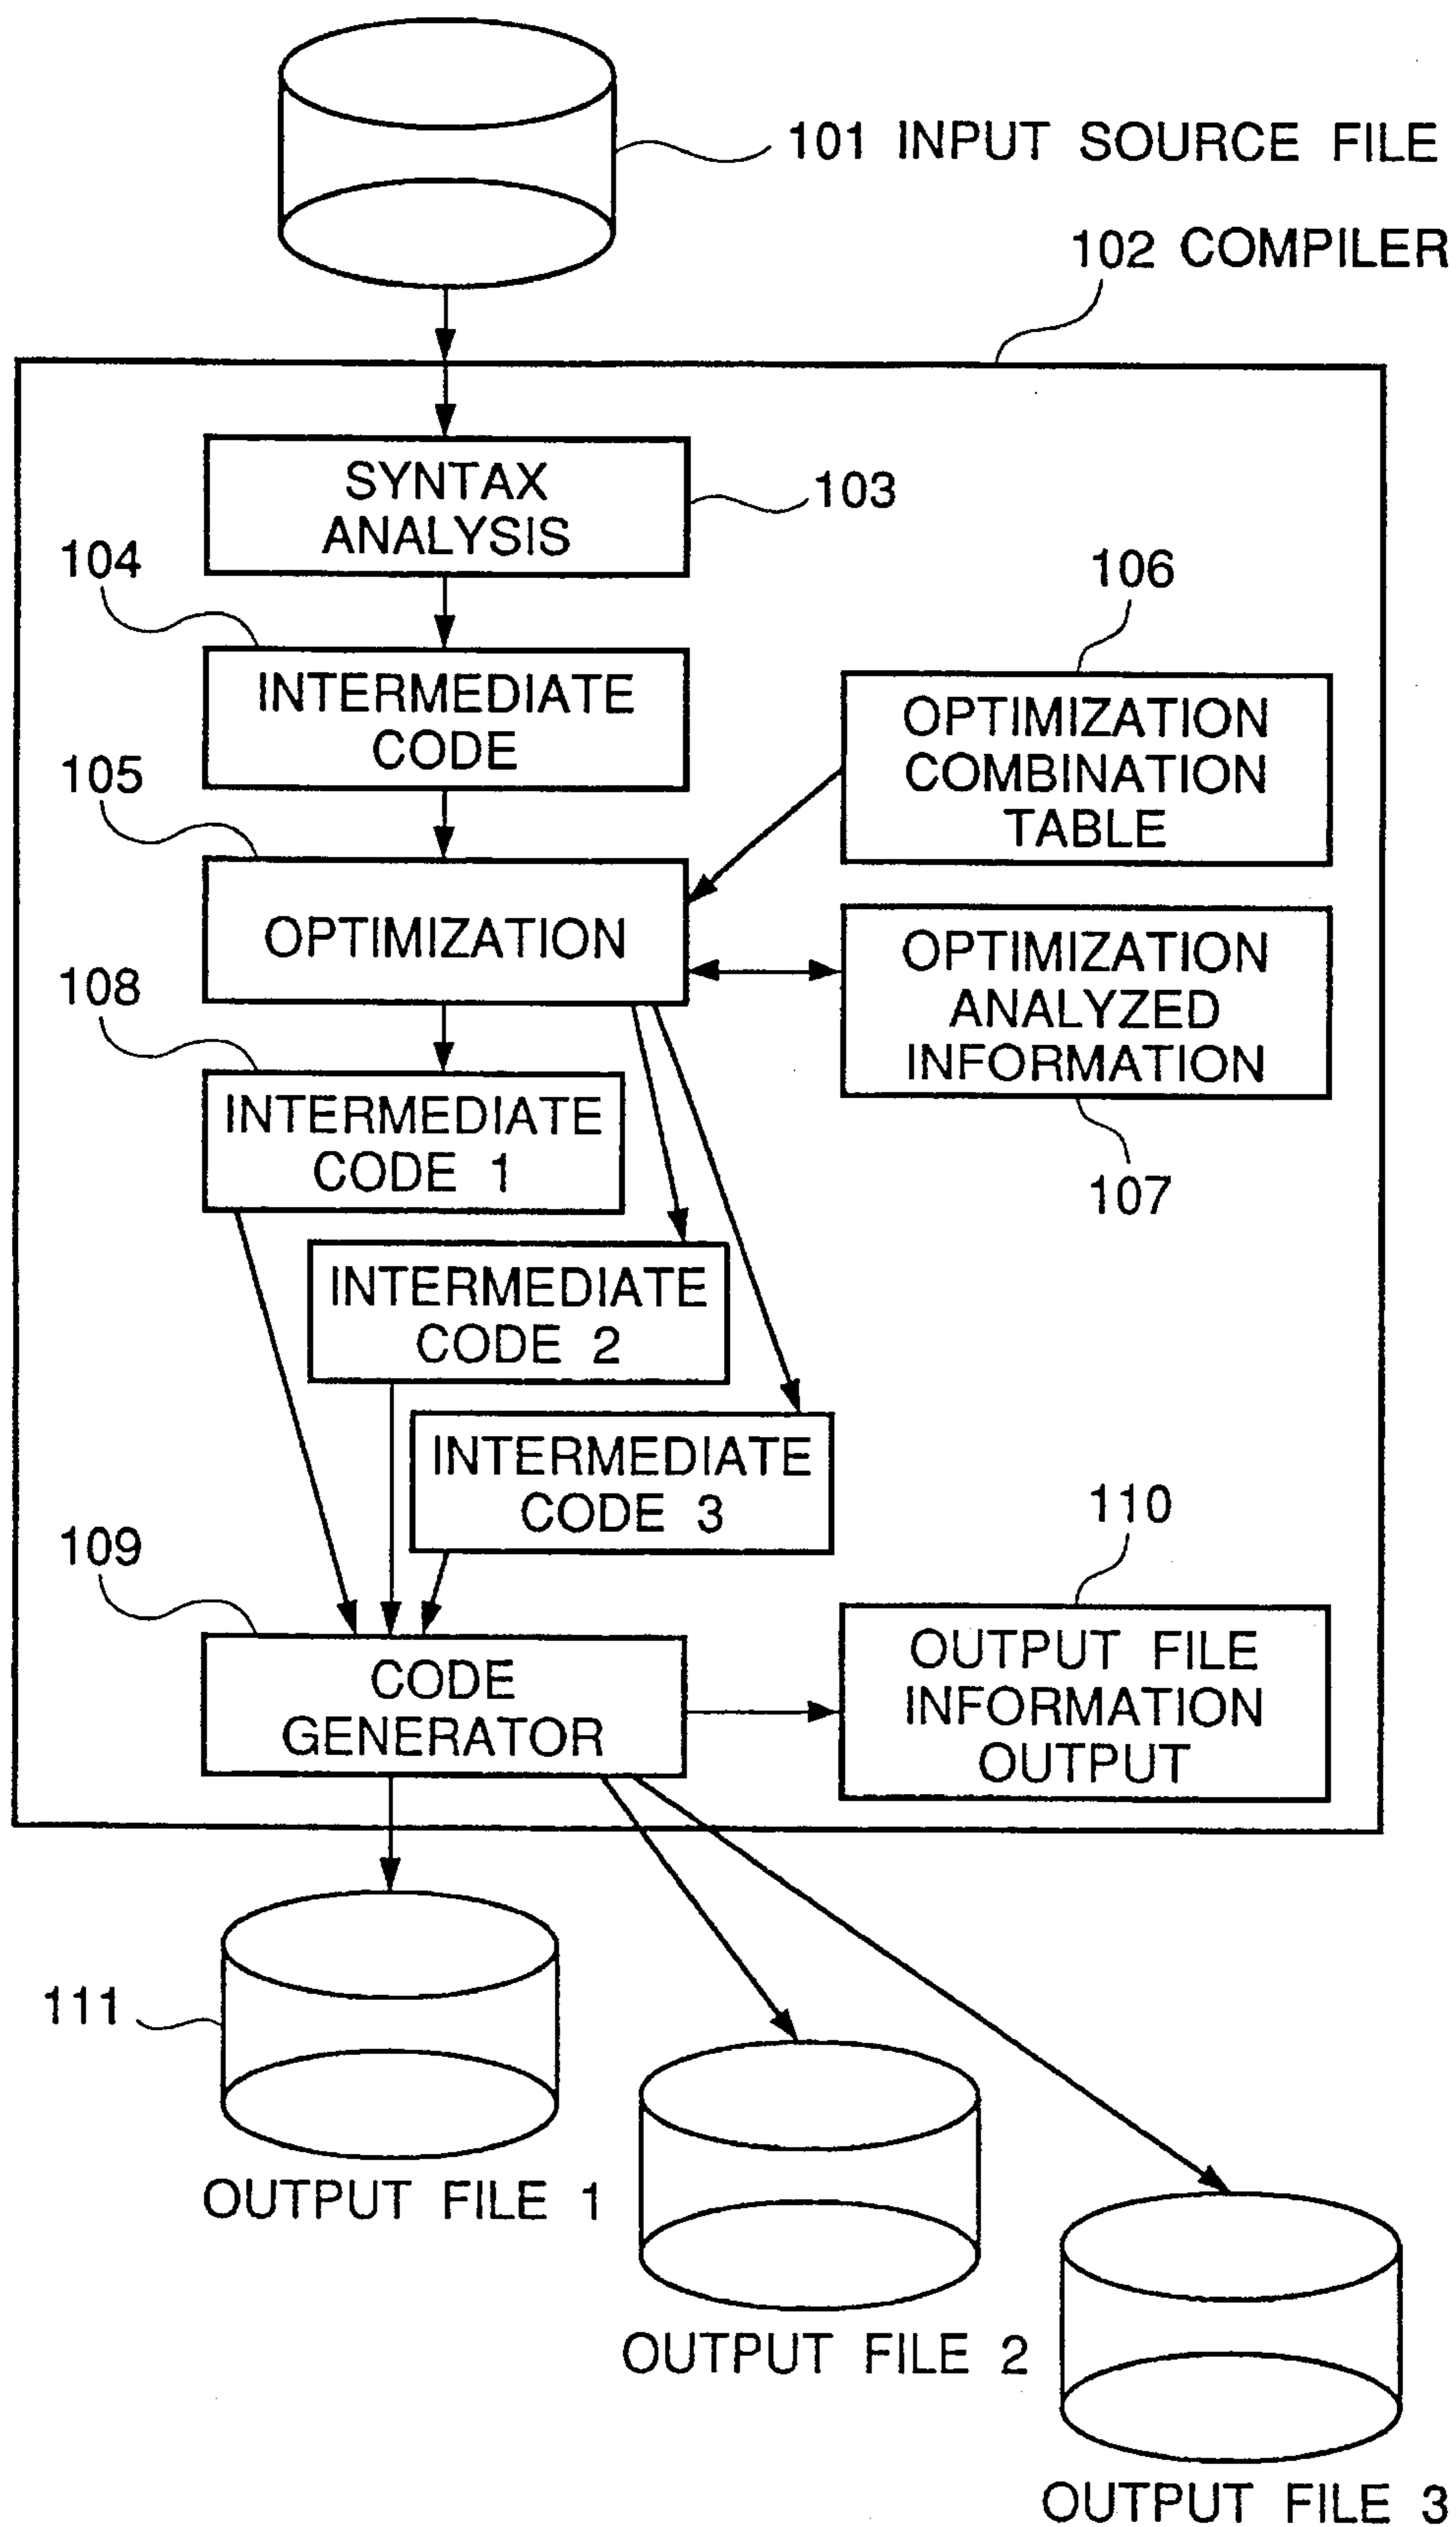 101 INPUT SOURCE FILE
102 COMPILER
SYNTAX
ANALYSIS
103
104
INTERMEDIATE
CODE
106
OPTIMIZATION
COMBINATION
TABLE
105
OPTIMIZATION
OPTIMIZATION
ANALYZED
INFORMATION
107
108
INTERMEDIATE
CODE 1
INTERMEDIATE
CODE 2
INTERMEDIATE
CODE 3
109
CODE
GENERATOR
110
OUTPUT FILE
INFORMATION
OUTPUT
111
OUTPUT FILE 1
OUTPUT FILE 2
OUTPUT FILE 3